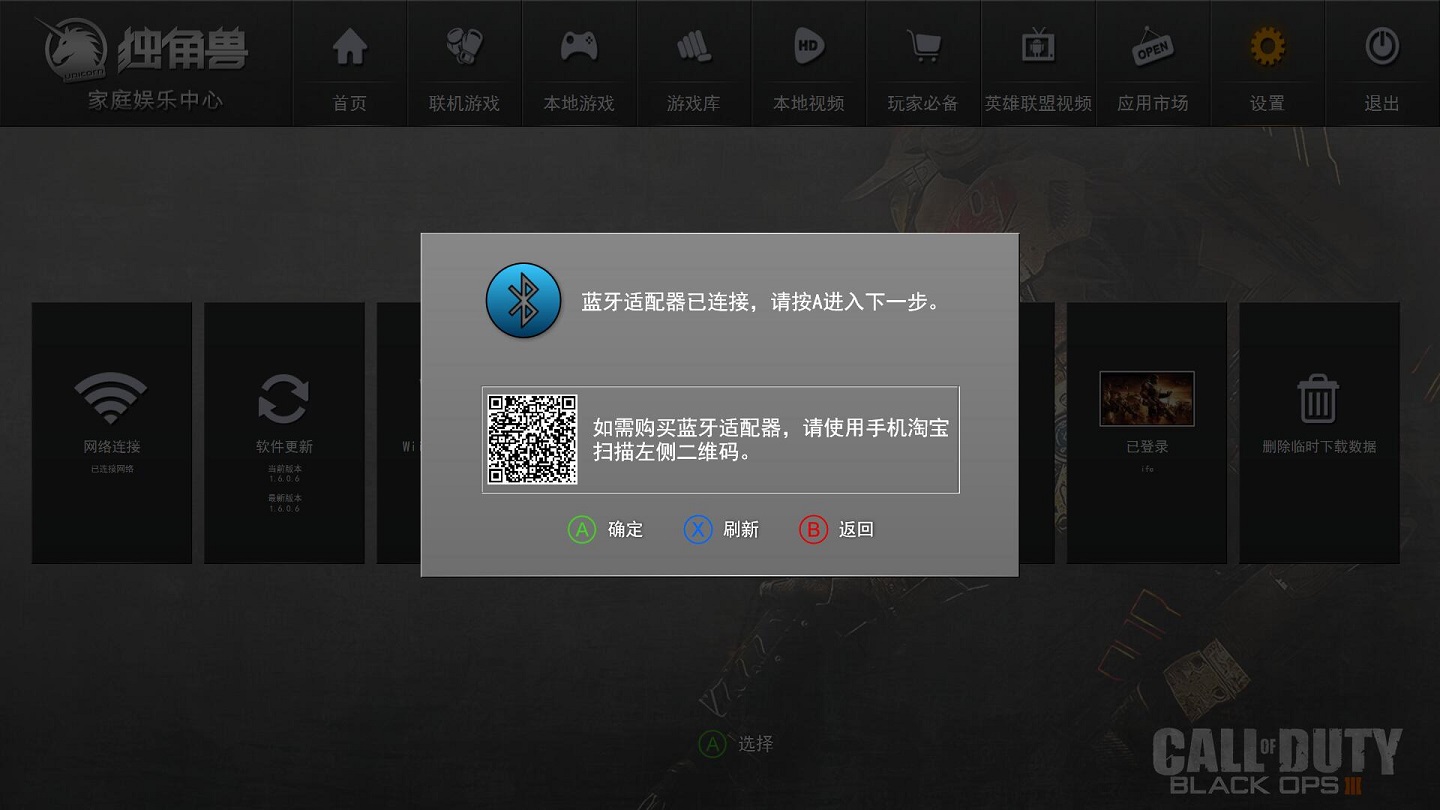 unicorn
独角兽
家庭娱乐中心
首页
联机游戏
本地游戏
游戏库
HD
本地视频
玩家必备
英雄联盟视频
OPEN
应用市场
设置
退出
蓝牙适配器已连接，请按A进入下一步。
如需购买蓝牙适配器，请使用手机淘宝
扫描左侧二维码。
A 确定
X 刷新
B 返回
网络连接
已连接网络
软件更新
当前版本
1.6.0.6
最新版本
1.6.0.6
Wi
已登录
删除临时下载数据
A 选择
CALL OF DUTY
BLACK OPS III